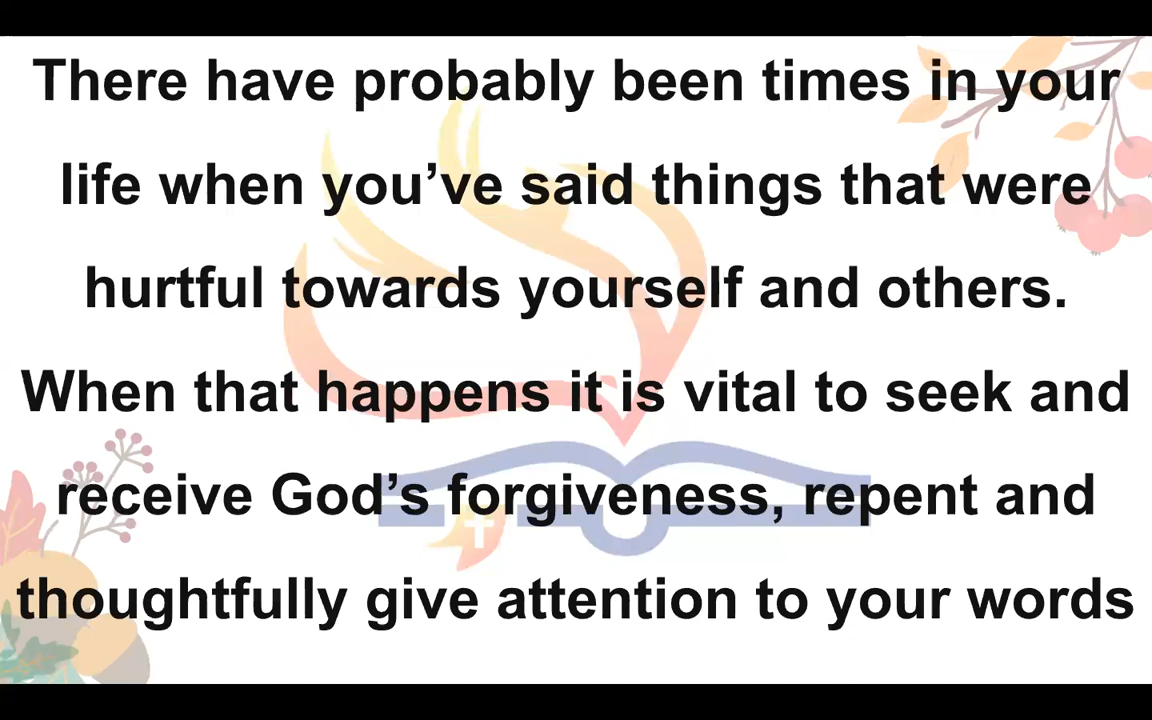 There have probably been times in your
life when you’ve said things that were
hurtful towards yourself and others.
When that happens it is vital to seek and
receive God’s forgiveness, repent and
thoughtfully give attention to your words